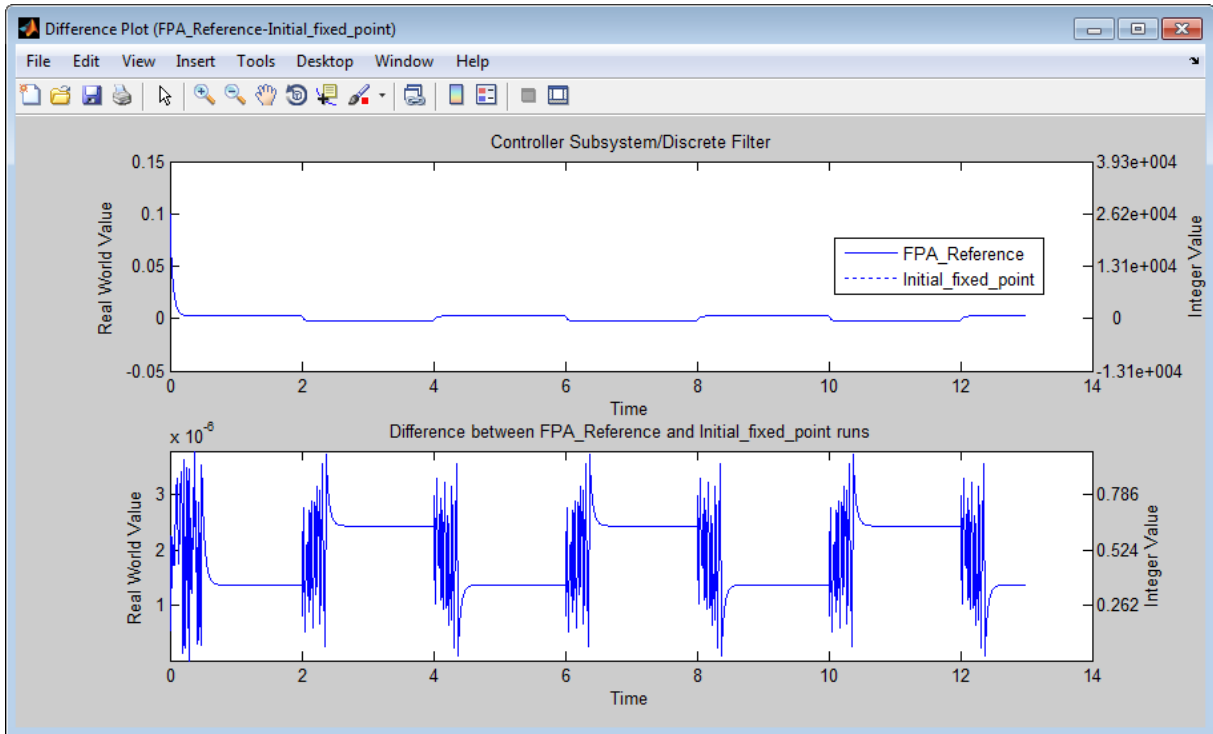 Difference Plot (FPA_Reference-Initial_fixed_point)
File Edit View Insert Tools Desktop Window Help
Controller Subsystem/Discrete Filter
0.15
0.1
0.05
0
-0.05
Real World Value
3.93e+004
2.62e+004
1.31e+004
0
-1.31e+004
Integer Value
FPA_Reference
Initial_fixed_point
0 2 4 6 8 10 12 14
Time
Difference between FPA_Reference and Initial_fixed_point runs
x 10^-6
3
2
1
Real World Value
0.786
0.524
0.262
Integer Value
0 2 4 6 8 10 12 14
Time